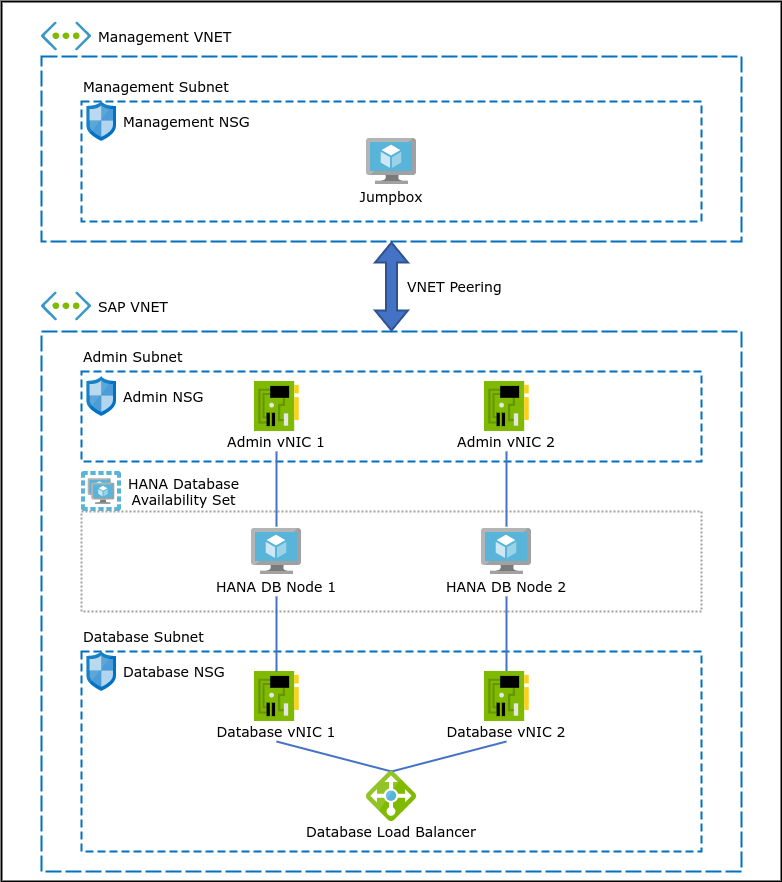 Management VNET
Management Subnet
Management NSG
Jumpbox
VNET Peering
SAP VNET
Admin Subnet
Admin NSG
Admin vNIC 1
Admin vNIC 2
HANA Database
Availability Set
HANA DB Node 1
HANA DB Node 2
Database Subnet
Database NSG
Database vNIC 1
Database vNIC 2
Database Load Balancer